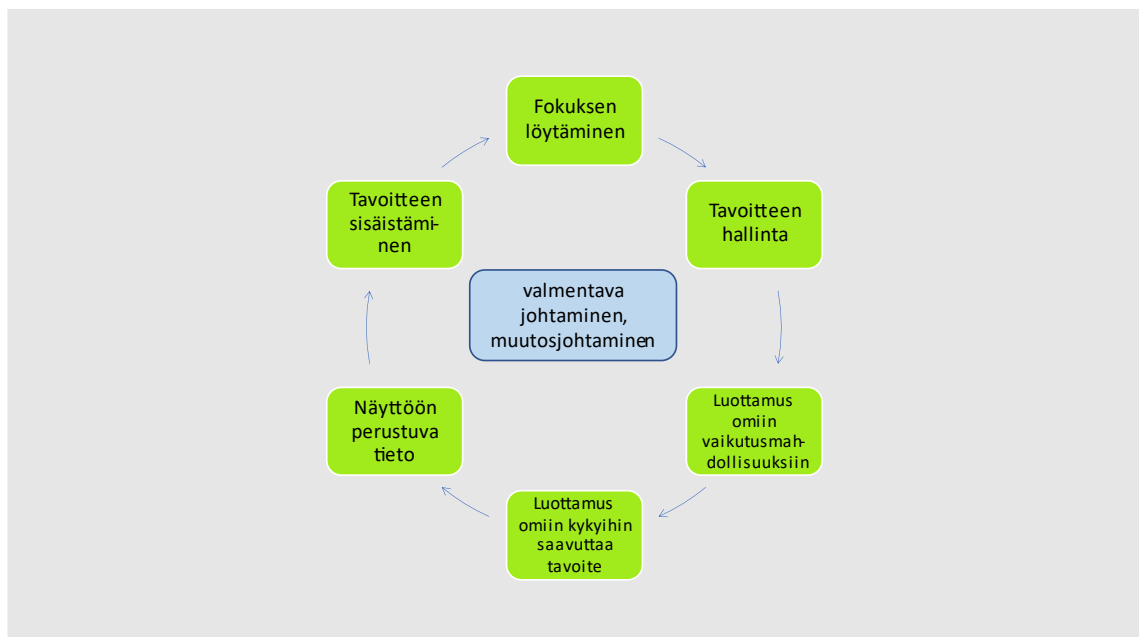 Fokuksen
löytäminen
Tavoitteen
hallinta
Luottamus
omiin
vaikutusmah-
dollisuuksiin
Luottamus
omiin kykyihin
saavuttaa
tavoite
Näyttöön
perustuva
tieto
Tavoitteen
sisäistämi-
nen
valmentava
johtaminen,
muutosjohtaminen